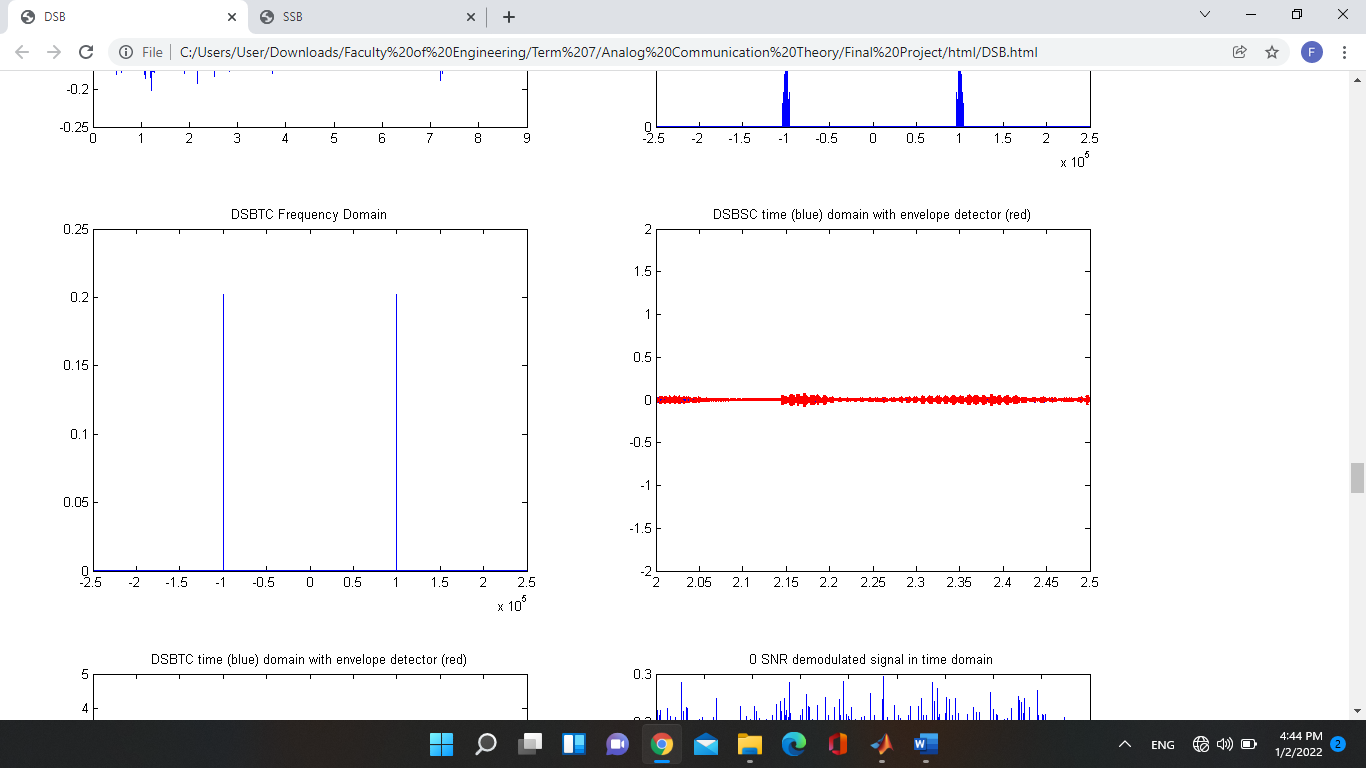 DSB
SSB
File
C:/Users/User/Downloads/Faculty%20of%20Engineering/Term%207/Analog%20Communication%20Theory/Final%20Project/html/DSB.html
F
-0.2
-0.25
0 1 2 3 4 5 6 7 8 9
0
-2.5 -2 -1.5 -1 -0.5 0 0.5 1 1.5 2 2.5
x 10^5
DSBTC Frequency Domain
0.25
0.2
0.15
0.1
0.05
0
-2.5 -2 -1.5 -1 -0.5 0 0.5 1 1.5 2 2.5
x 10^5
DSBSC time (blue) domain with envelope detector (red)
2
1.5
1
0.5
0
-0.5
-1
-1.5
-2
2 2.05 2.1 2.15 2.2 2.25 2.3 2.35 2.4 2.45 2.5
DSBTC time (blue) domain with envelope detector (red)
5
4
0 SNR demodulated signal in time domain
0.3
ENG
4:44 PM
1/2/2022
2